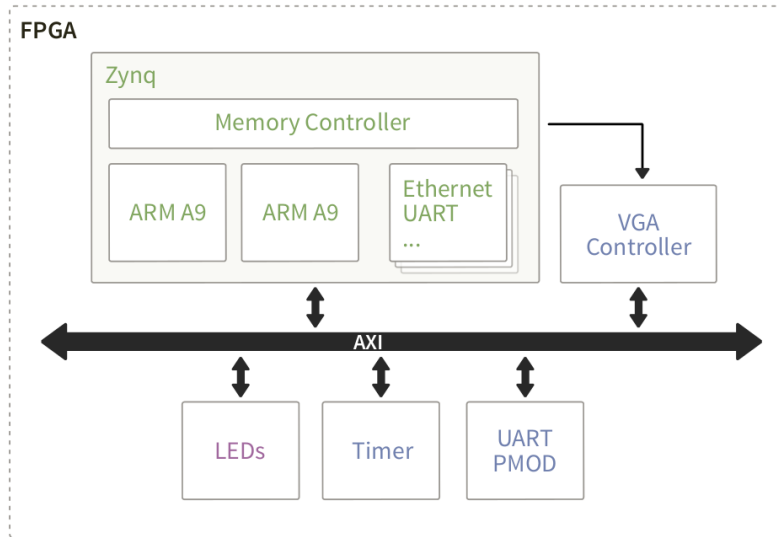 FPGA
Zynq
Memory Controller
ARM A9
ARM A9
Ethernet
UART
...
VGA
Controller
AXI
LEDs
Timer
UART
PMOD